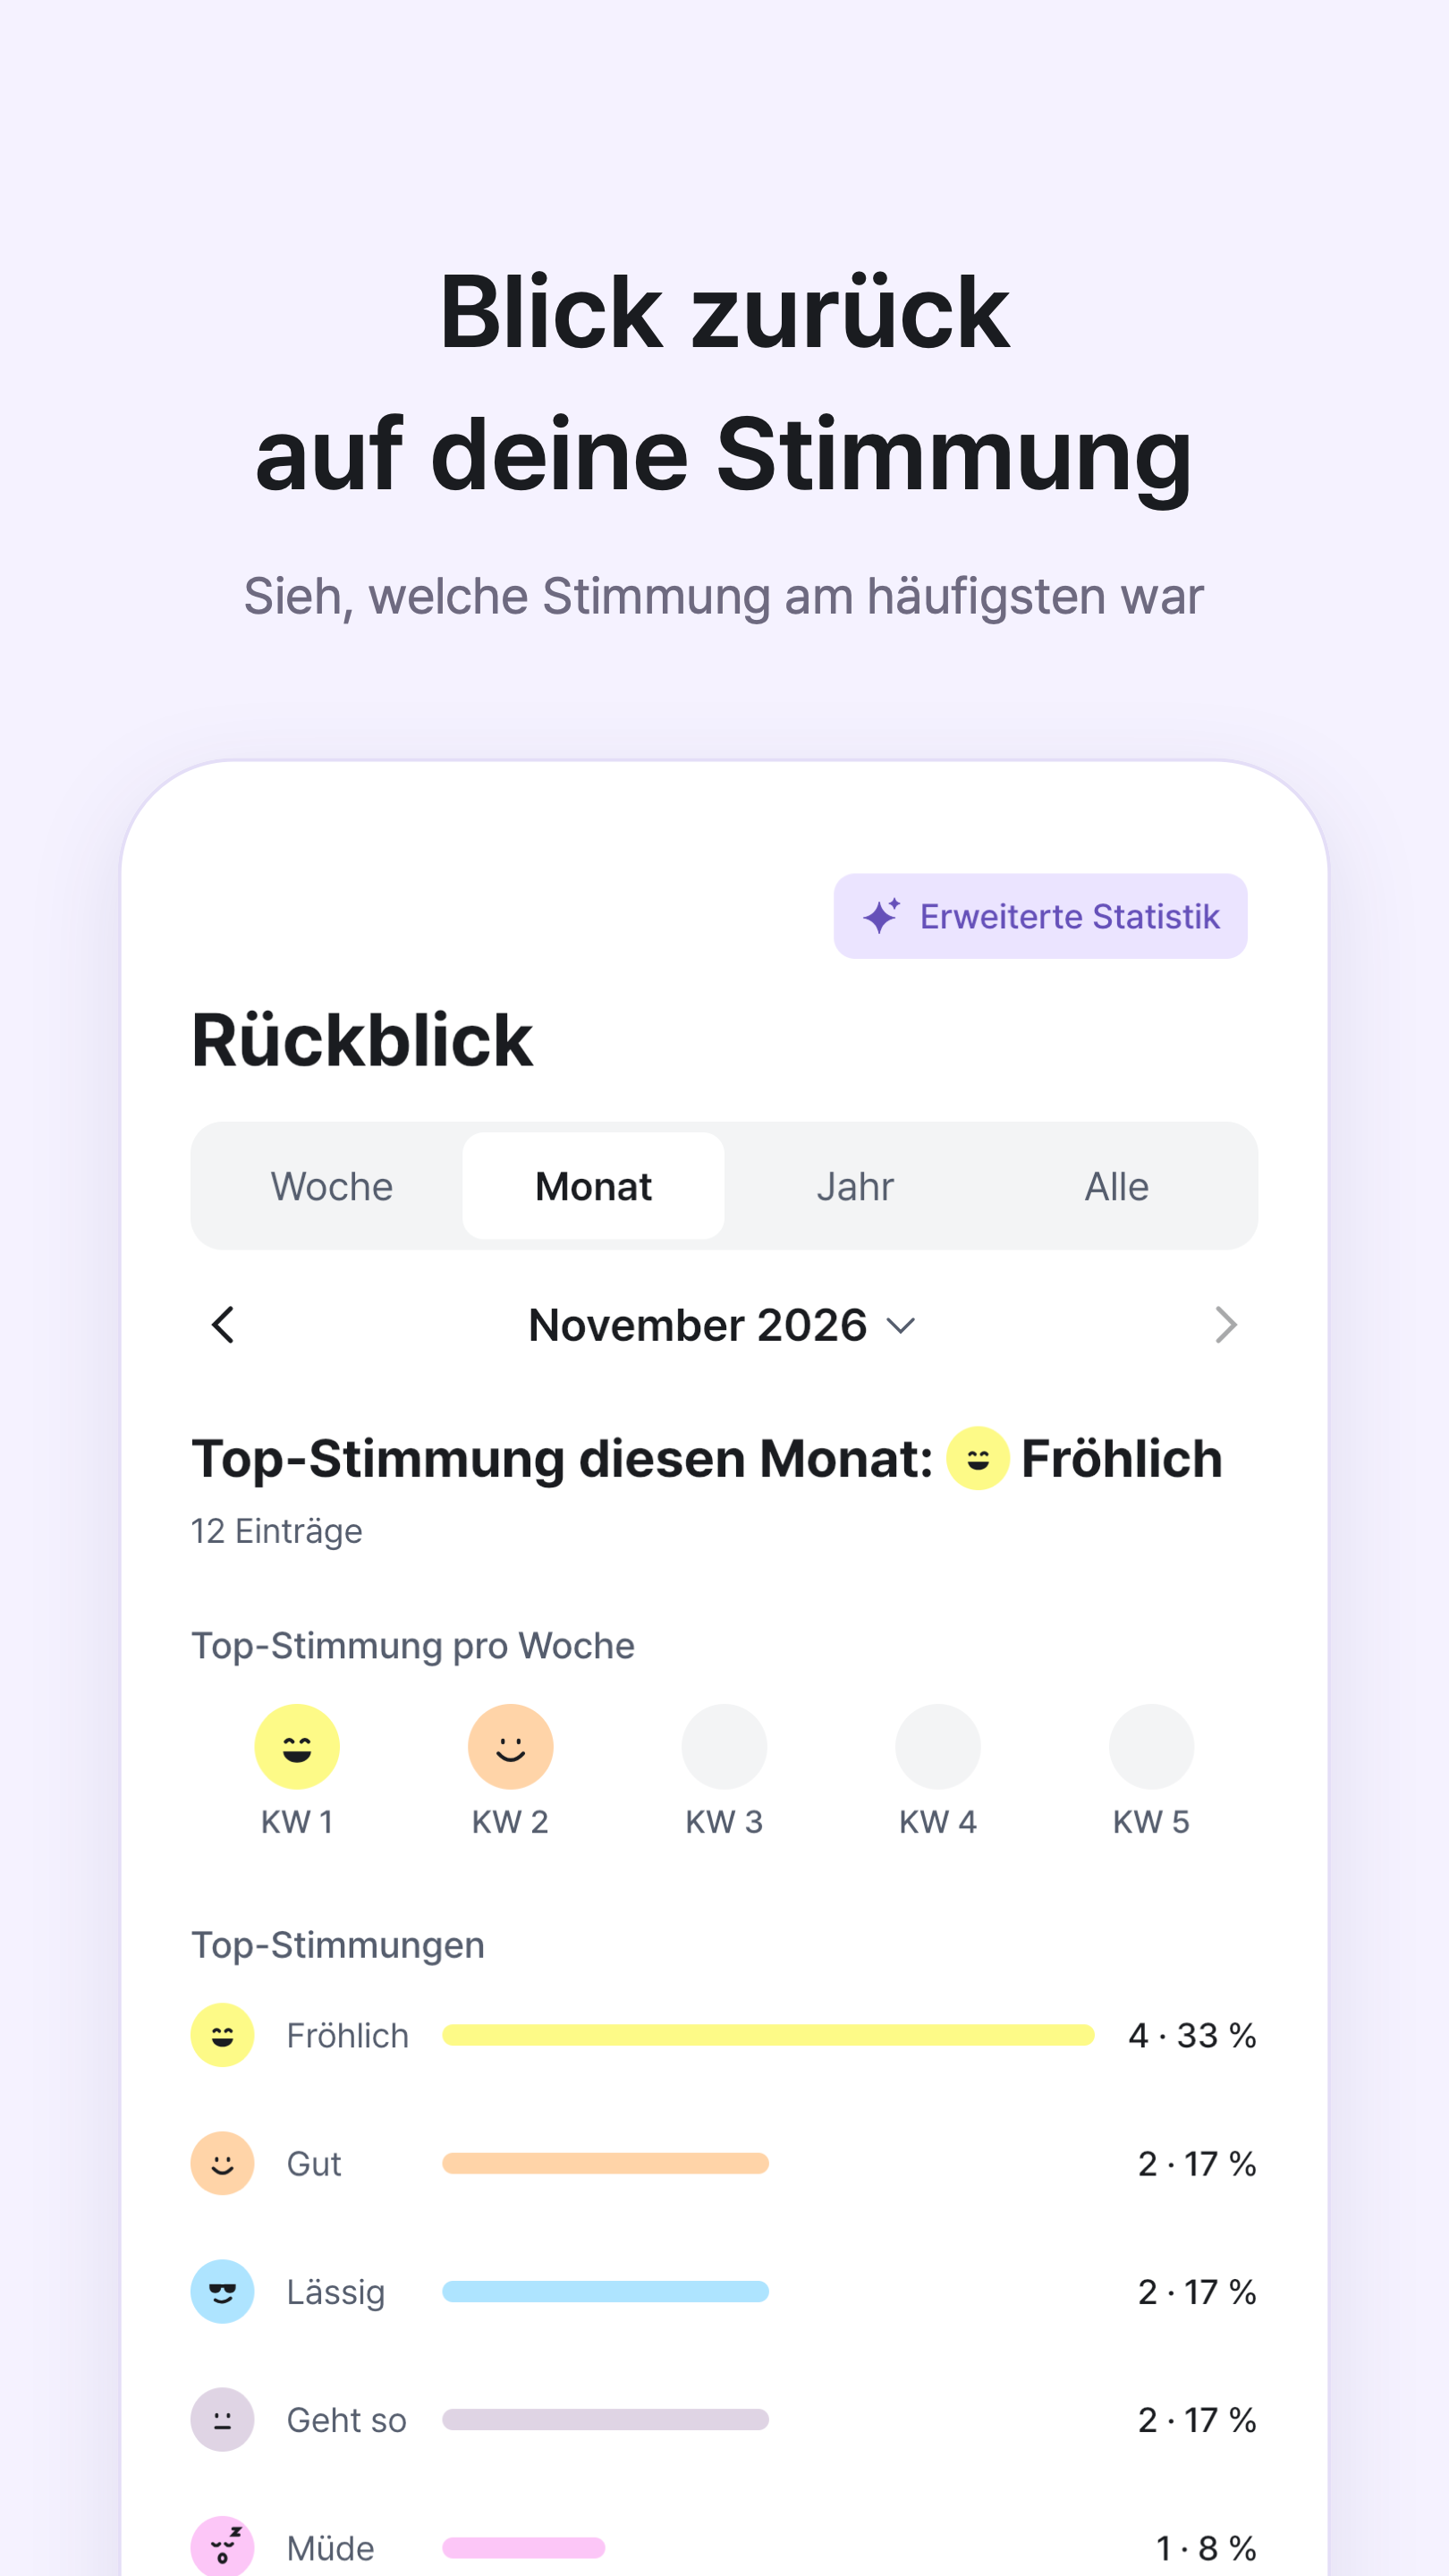 Blick zurück
auf deine Stimmung
Sieh, welche Stimmung am häufigsten war
Erweiterte Statistik
Rückblick
Woche Monat Jahr Alle
November 2026
Top-Stimmung diesen Monat: Fröhlich
12 Einträge
Top-Stimmung pro Woche
KW 1 KW 2 KW 3 KW 4 KW 5
Top-Stimmungen
Fröhlich 4 · 33 %
Gut 2 · 17 %
Lässig 2 · 17 %
Geht so 2 · 17 %
Müde 1 · 8 %